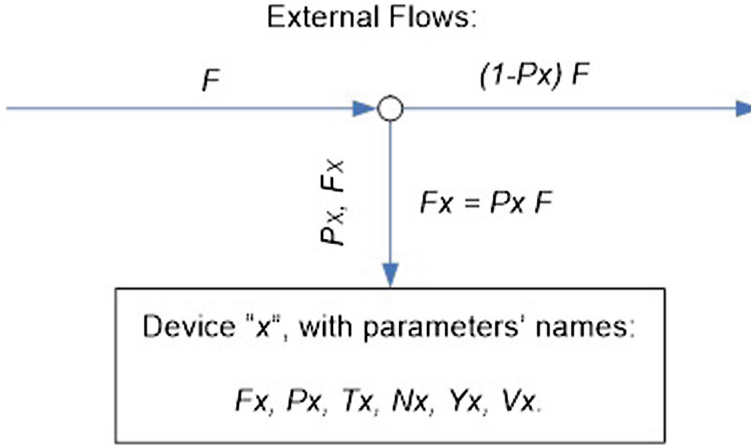 External Flows:
F
(1-Px) F
Px, Fx
Fx = Px F
Device "x", with parameters' names:
Fx, Px, Tx, Nx, Yx, Vx.